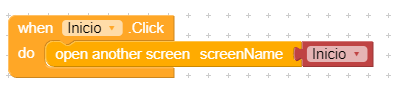 when Inicio .Click
do open another screen screenName Inicio